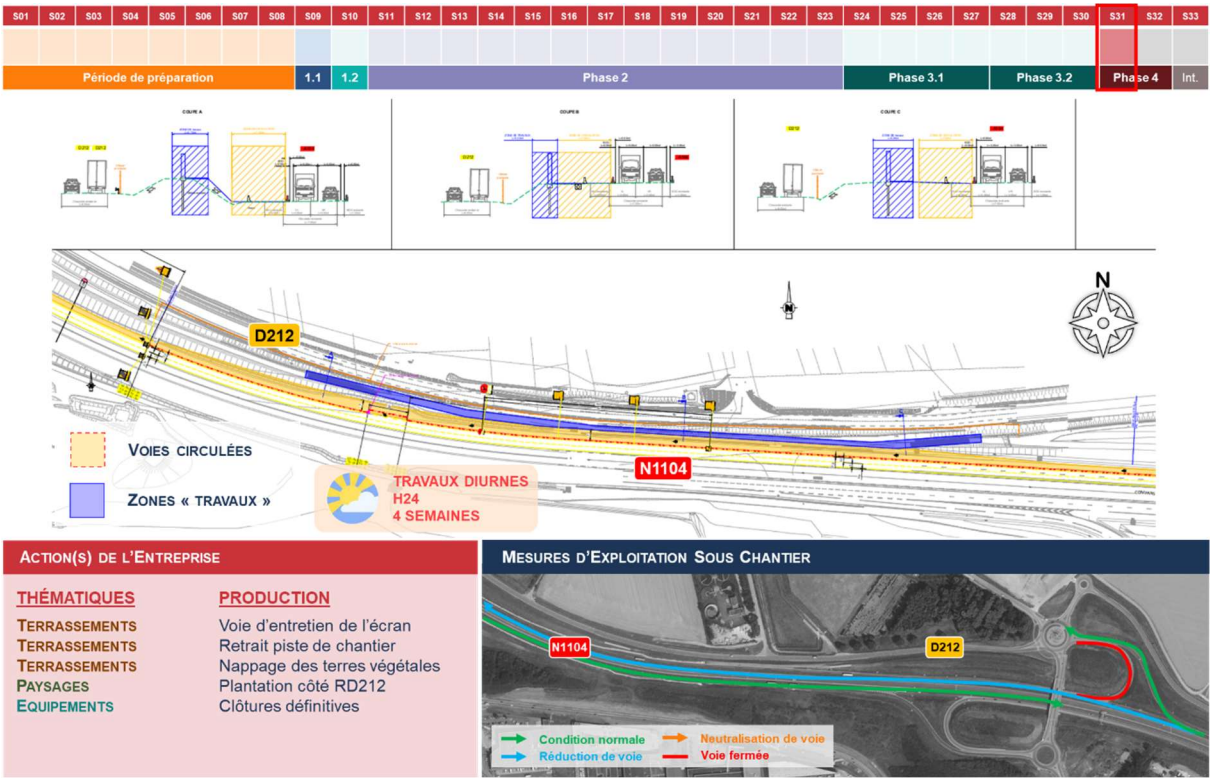 S01 S02 S03 S04 S05 S06 S07 S08 S09 S10 S11 S12 S13 S14 S15 S16 S17 S18 S19 S20 S21 S22 S23 S24 S25 S26 S27 S28 S29 S30 S31 S32 S33
Période de préparation 1.1 1.2 Phase 2 Phase 3.1 Phase 3.2 Phase 4 Int.
COUPE A COUPE B COUPE C
N
N
D212
VOIES CIRCULÉES
ZONES « TRAVAUX »
TRAVAUX DIURNES
H24
4 SEMAINES
N1104
ACTION(S) DE L'ENTREPRISE
THÉMATIQUES PRODUCTION
TERRASSEMENTS Voie d'entretien de l'écran
TERRASSEMENTS Retrait piste de chantier
TERRASSEMENTS Nappage des terres végétales
PAYSAGES Plantation côté RD212
EQUIPEMENTS Clôtures définitives
MESURES D'EXPLOITATION SOUS CHANTIER
N1104 D212
Condition normale Neutralisation de voie
Réduction de voie Voie fermée